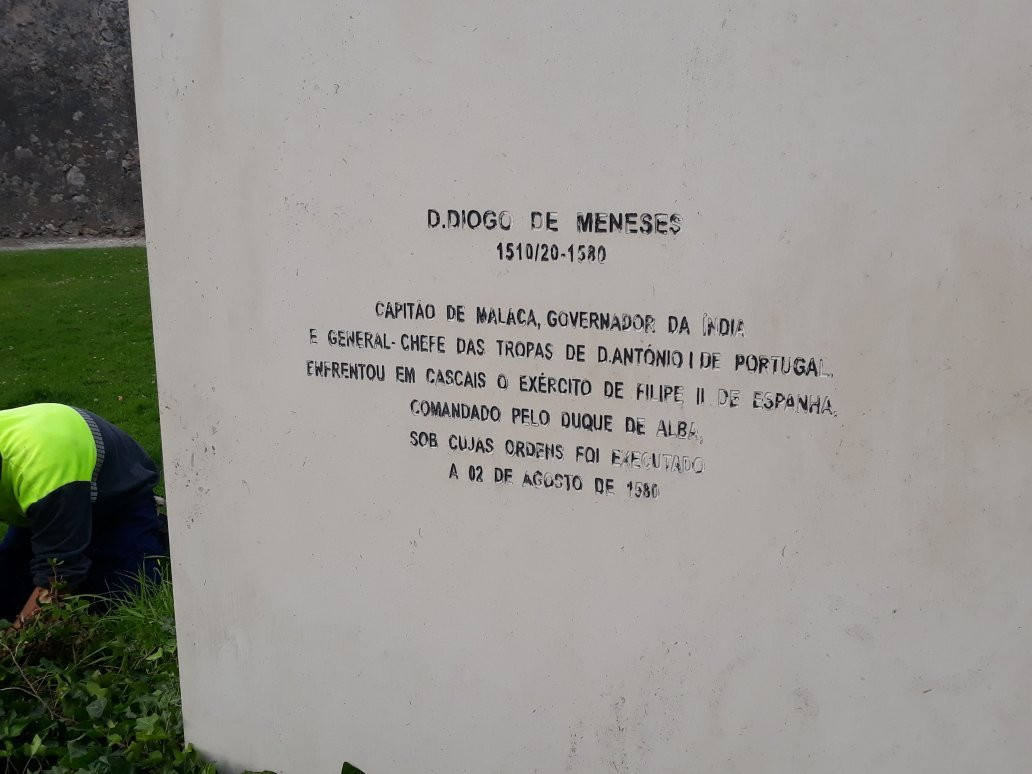 D.DIOGO DE MENESES
1510/20-1580
CAPITÃO DE MALACA, GOVERNADOR DA ÍNDIA
E GENERAL-CHEFE DAS TROPAS DE D.ANTÓNIO I DE PORTUGAL,
ENFRENTOU EM CASCAIS O EXÉRCITO DE FILIPE II DE ESPANHA,
COMANDADO PELO DUQUE DE ALBA,
SOB CUJAS ORDENS FOI EXECUTADO
A 02 DE AGOSTO DE 1580